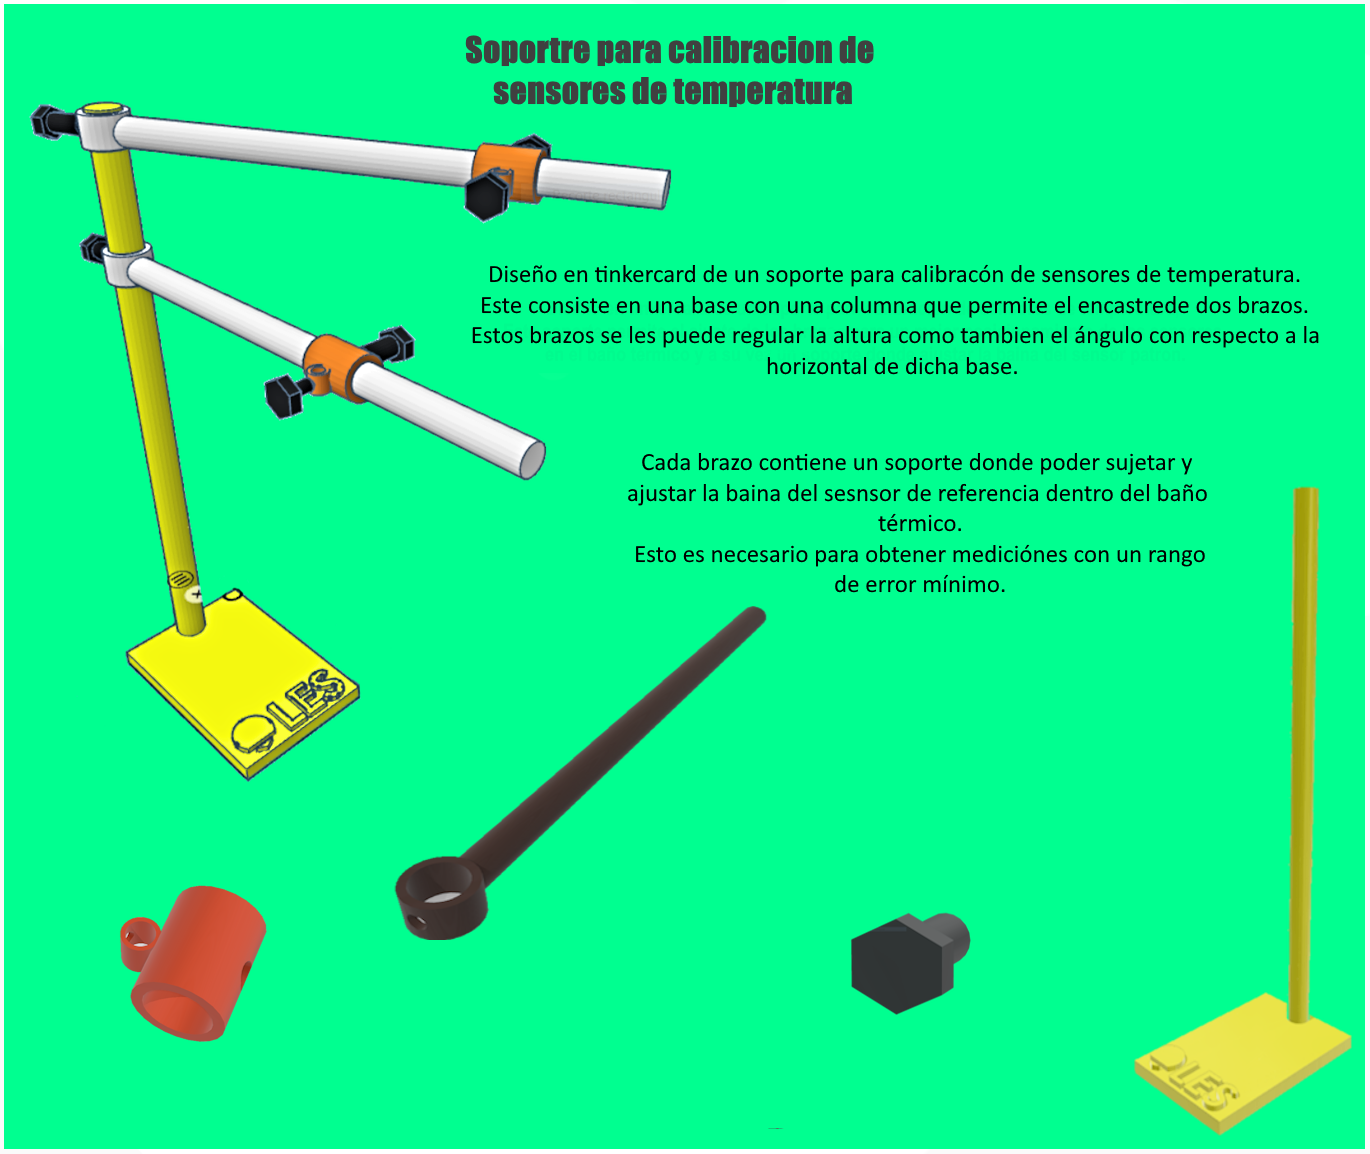 Soportre para calibracion de
sensores de temperatura
Diseño en tinkercard de un soporte para calibracón de sensores de temperatura.
Este consiste en una base con una columna que permite el encastrede dos brazos.
Estos brazos se les puede regular la altura como tambien el ángulo con respecto a la
horizontal de dicha base.
Cada brazo contiene un soporte donde poder sujetar y
ajustar la baina del sesnsor de referencia dentro del baño
térmico.
Esto es necesario para obtener mediciónes con un rango
de error mínimo.
LES
LES